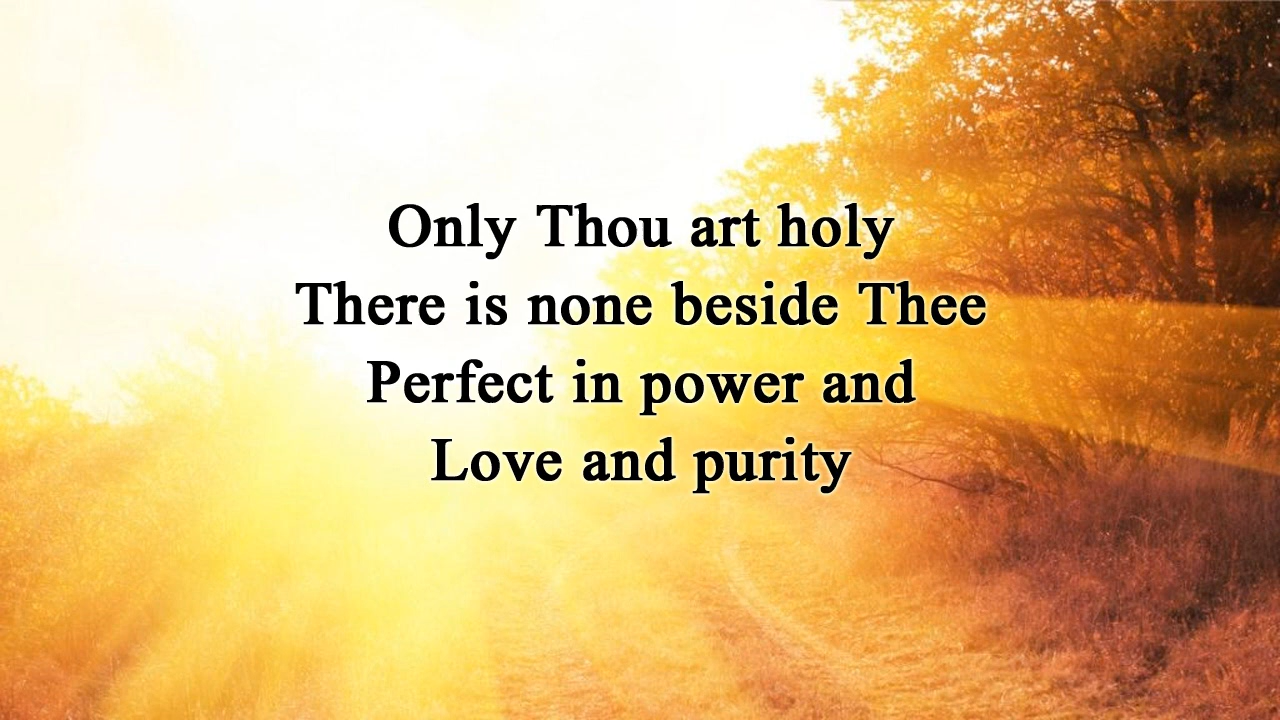 Only Thou art holy
There is none beside Thee
Perfect in power and
Love and purity